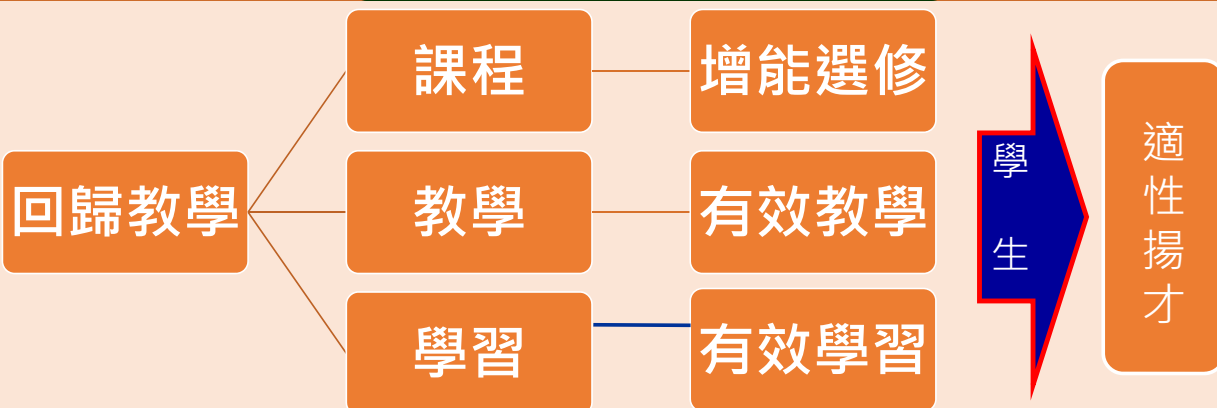 回歸教學
課程
增能選修
教學
有效教學
學習
有效學習
學
生
適
性
揚
才